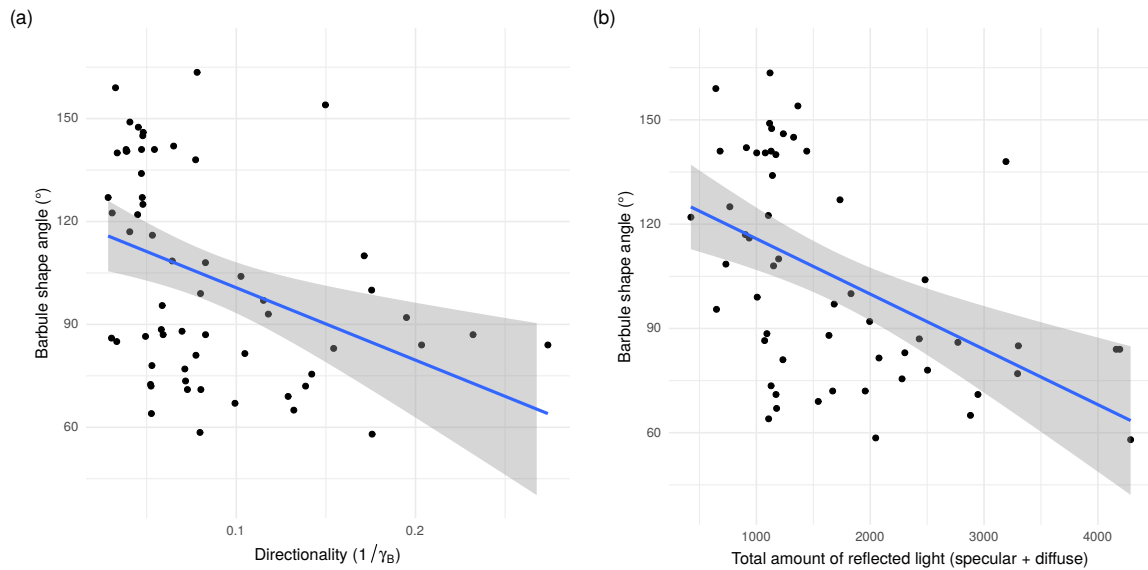 (a)
Barbule shape angle (°)
150
120
90
60
0.1
0.2
Directionality (1/γB)
(b)
Barbule shape angle (°)
150
120
90
60
1000
2000
3000
4000
Total amount of reflected light (specular + diffuse)